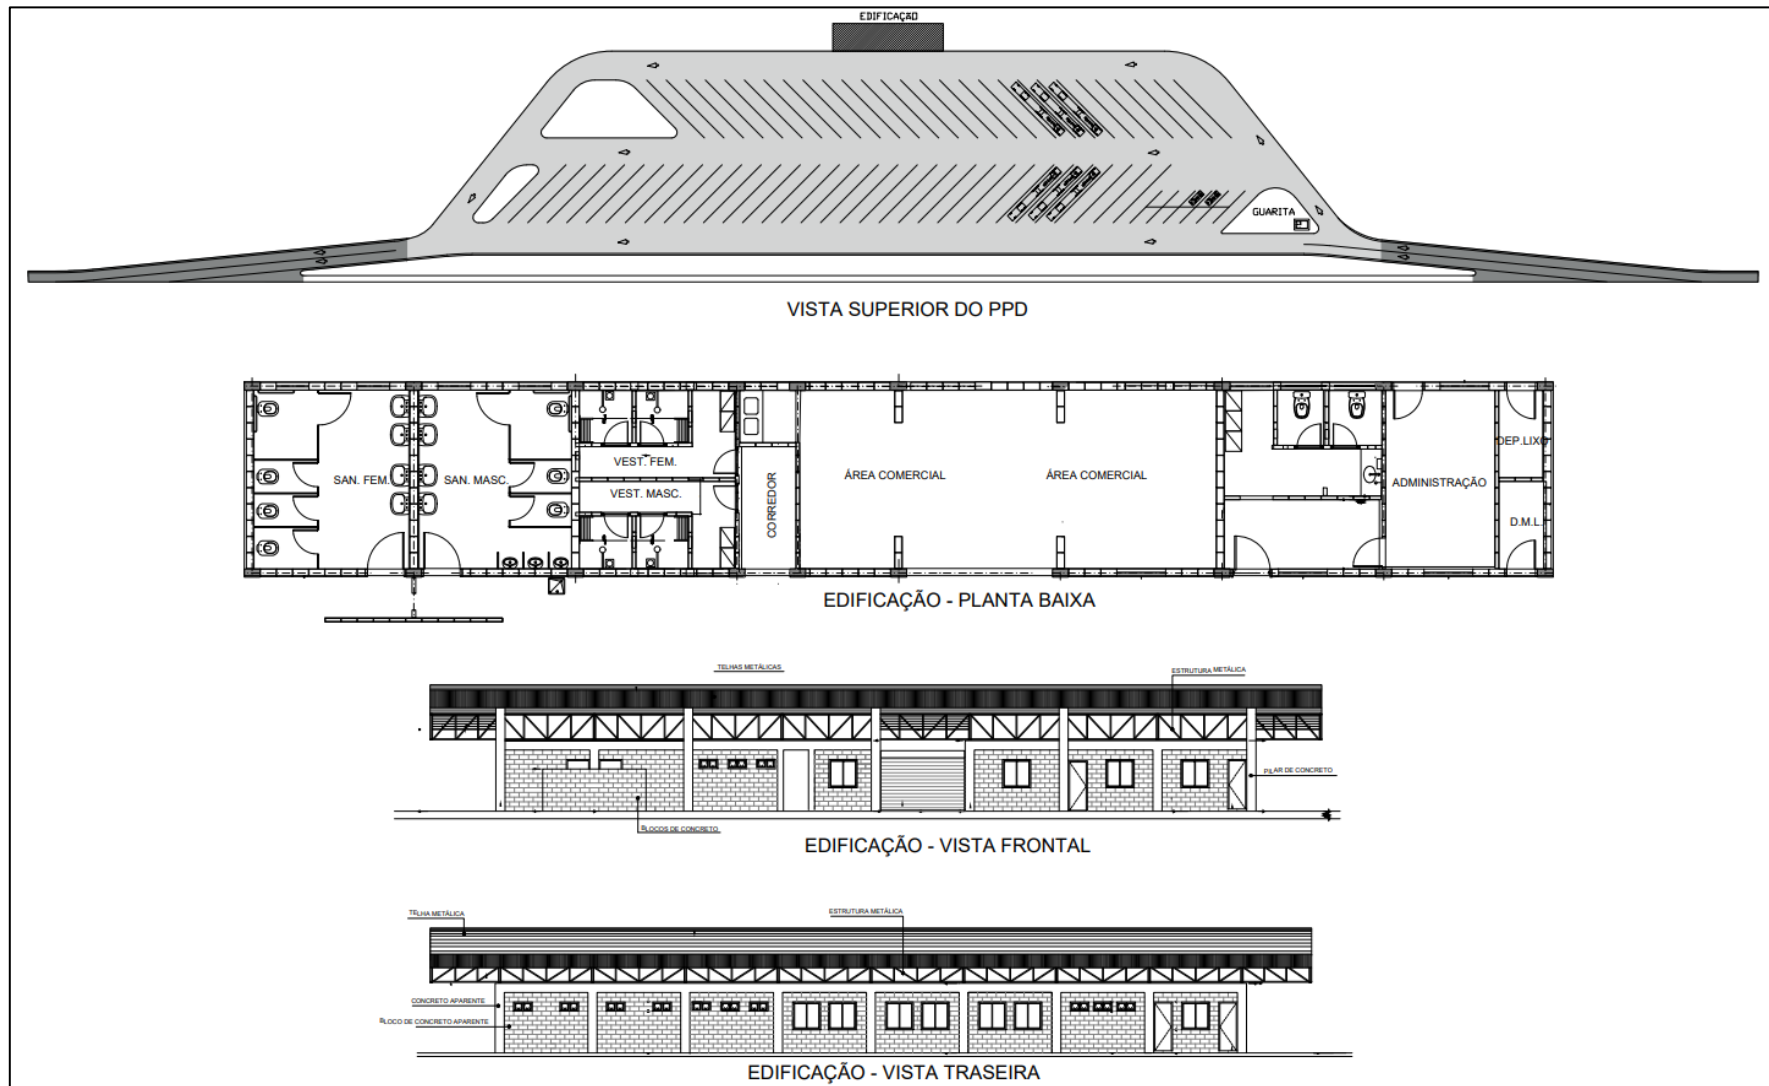 EDIFICAÇÃO
GUARITA
VISTA SUPERIOR DO PPD
SAN. FEM.
SAN. MASC.
VEST. FEM.
VEST. MASC.
CORREDOR
ÁREA COMERCIAL
ÁREA COMERCIAL
ADMINISTRAÇÃO
DEP.LIXO
D.M.L.
EDIFICAÇÃO - PLANTA BAIXA
TELHAS METÁLICAS
ESTRUTURA METÁLICA
PILAR DE CONCRETO
BLOCOS DE CONCRETO
EDIFICAÇÃO - VISTA FRONTAL
TELHA METÁLICA
ESTRUTURA METÁLICA
CONCRETO APARENTE
BLOCO DE CONCRETO APARENTE
EDIFICAÇÃO - VISTA TRASEIRA